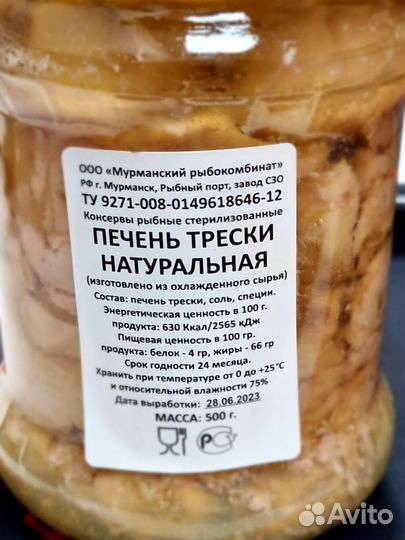 ООО «Мурманский рыбокомбинат»
РФ г. Мурманск, Рыбный порт, завод СЗО
ТУ 9271-008-0149618646-12
Консервы рыбные стерилизованные
ПЕЧЕНЬ ТРЕСКИ
НАТУРАЛЬНАЯ
(изготовлено из охлажденного сырья)
Состав: печень трески, соль, специи.
Энергетическая ценность в 100 г.
продукта: 630 Ккал/2565 кДж
Пищевая ценность в 100 гр.
продукта: белок - 4 гр, жиры - 66 гр
Срок годности 24 месяца.
Хранить при температуре от 0 до +25°С
и относительной влажности 75%
Дата выработки: 28.06.2023
МАССА: 500 г.
РСТ
Avito